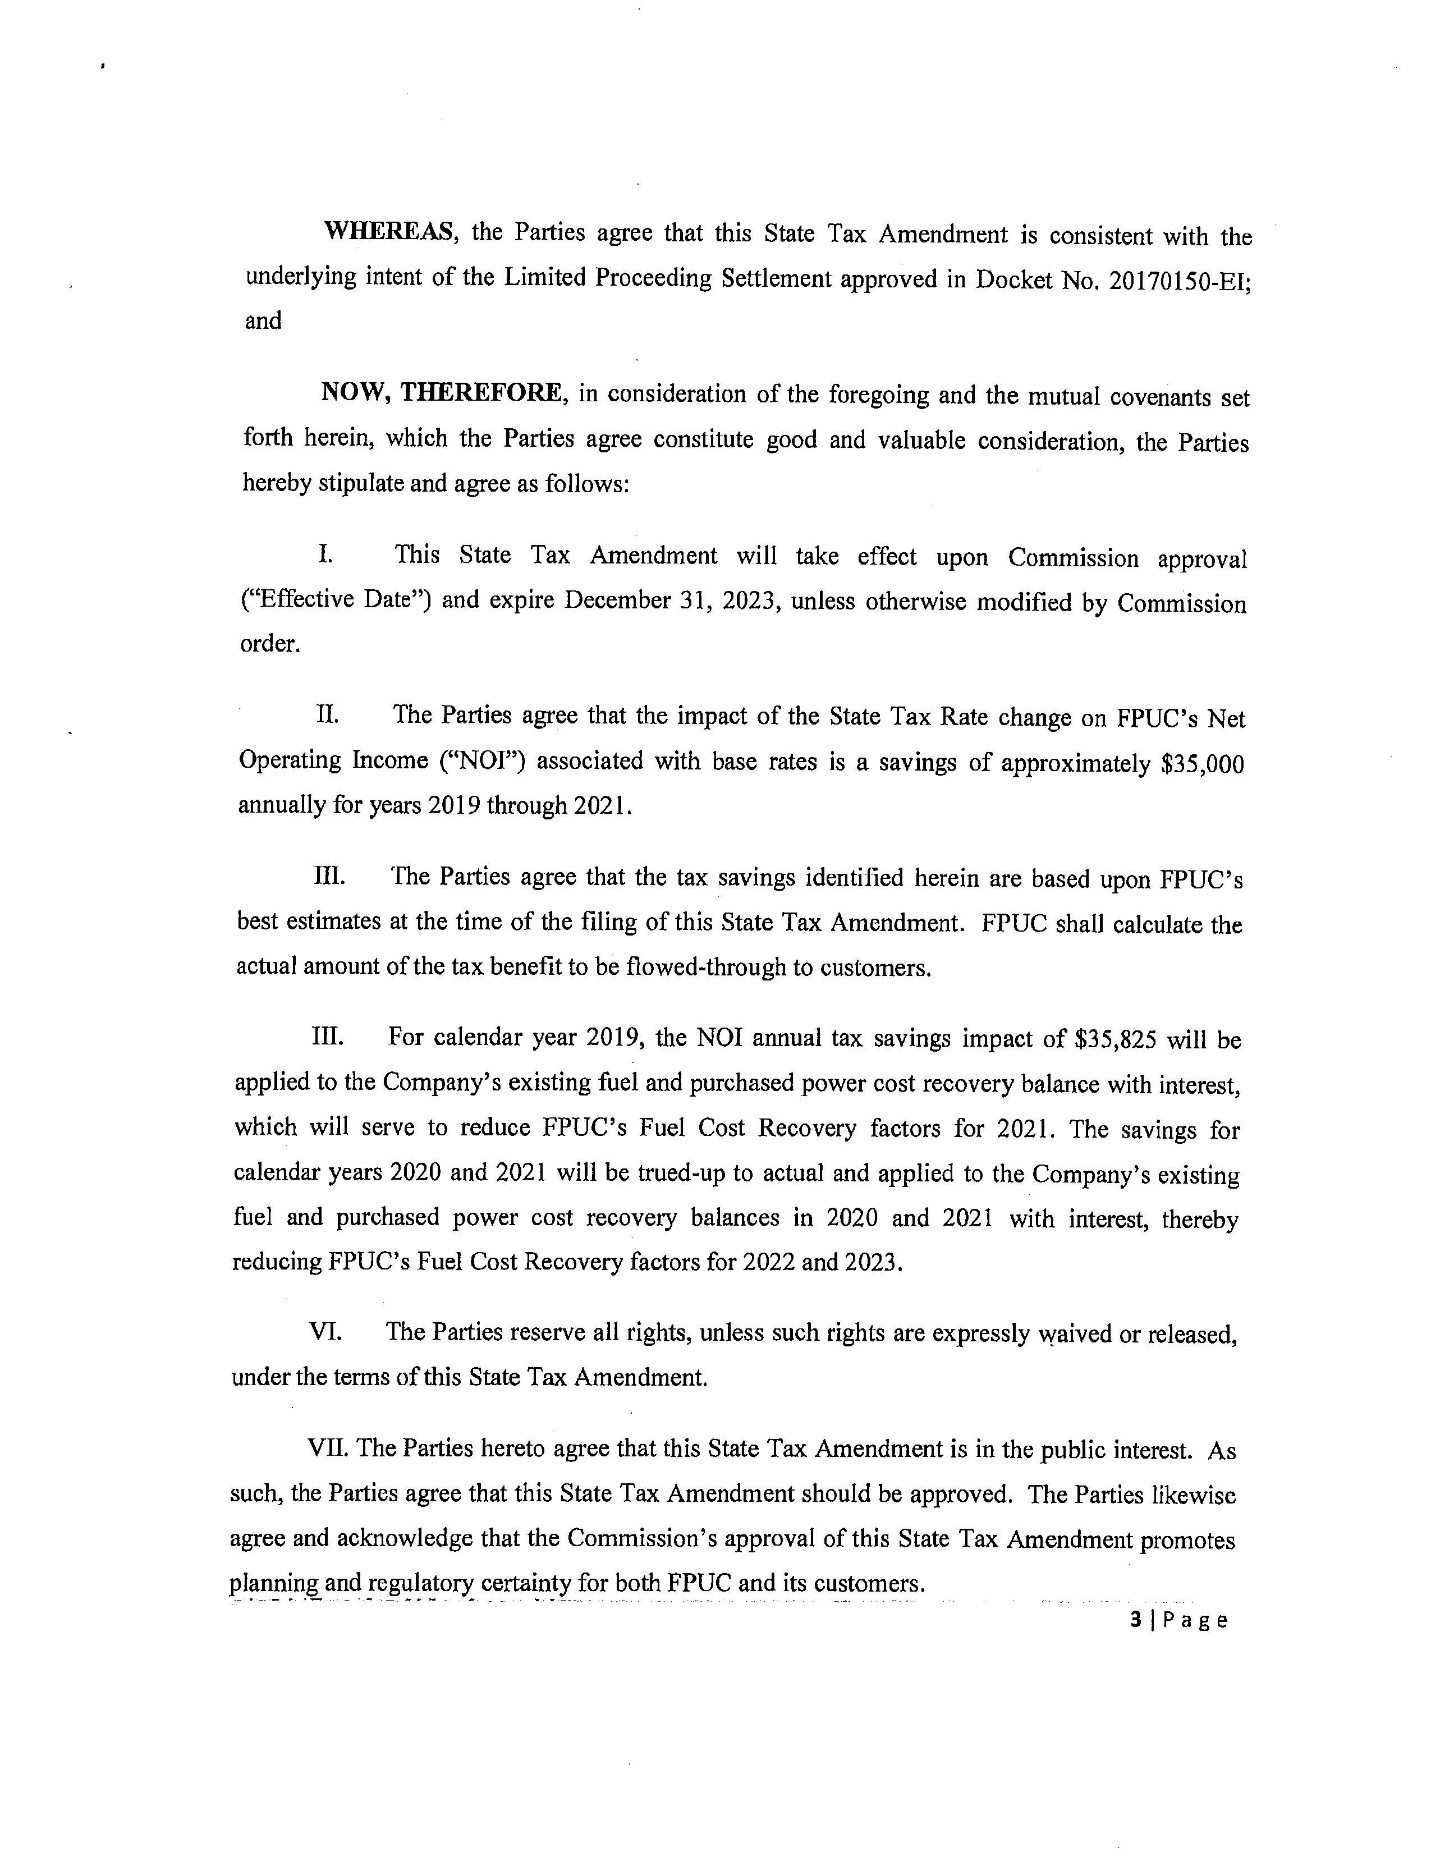 WHEREAS, the Parties agree that this State Tax Amendment is consistent with the
underlying intent of the Limited Proceeding Settlement approved in Docket No. 20170150-EI;
and
NOW, THEREFORE, in consideration of the foregoing and the mutual covenants set
forth herein, which the Parties agree constitute good and valuable consideration, the Parties
hereby stipulate and agree as follows:
I. This State Tax Amendment will take effect upon Commission approval
(“Effective Date”) and expire December 31, 2023, unless otherwise modified by Commission
order.
II. The Parties agree that the impact of the State Tax Rate change on FPUC’s Net
Operating Income (“NOI”) associated with base rates is a savings of approximately $35,000
annually for years 2019 through 2021.
III. The Parties agree that the tax savings identified herein are based upon FPUC’s
best estimates at the time of the filing of this State Tax Amendment. FPUC shall calculate the
actual amount of the tax benefit to be flowed-through to customers.
III. For calendar year 2019, the NOI annual tax savings impact of $35,825 will be
applied to the Company’s existing fuel and purchased power cost recovery balance with interest,
which will serve to reduce FPUC’s Fuel Cost Recovery factors for 2021. The savings for
calendar years 2020 and 2021 will be trued-up to actual and applied to the Company’s existing
fuel and purchased power cost recovery balances in 2020 and 2021 with interest, thereby
reducing FPUC’s Fuel Cost Recovery factors for 2022 and 2023.
VI. The Parties reserve all rights, unless such rights are expressly waived or released,
under the terms of this State Tax Amendment.
VII. The Parties hereto agree that this State Tax Amendment is in the public interest. As
such, the Parties agree that this State Tax Amendment should be approved. The Parties likewise
agree and acknowledge that the Commission’s approval of this State Tax Amendment promotes
planning and regulatory certainty for both FPUC and its customers.
3 | P a g e